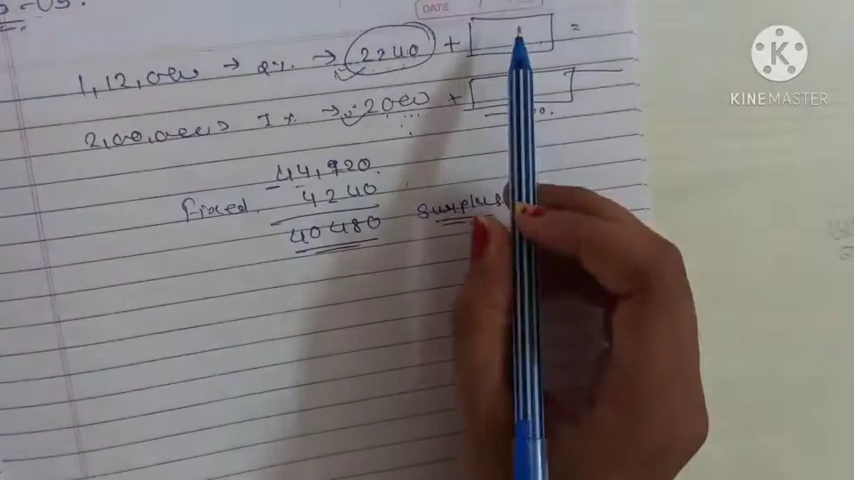 DATE
1,12,000 → 2% → 2240 + =
2,00,000 → 1% → 2000 +
44,920.
Fixed. - 4240
40480
surplus
K
KINEMASTER